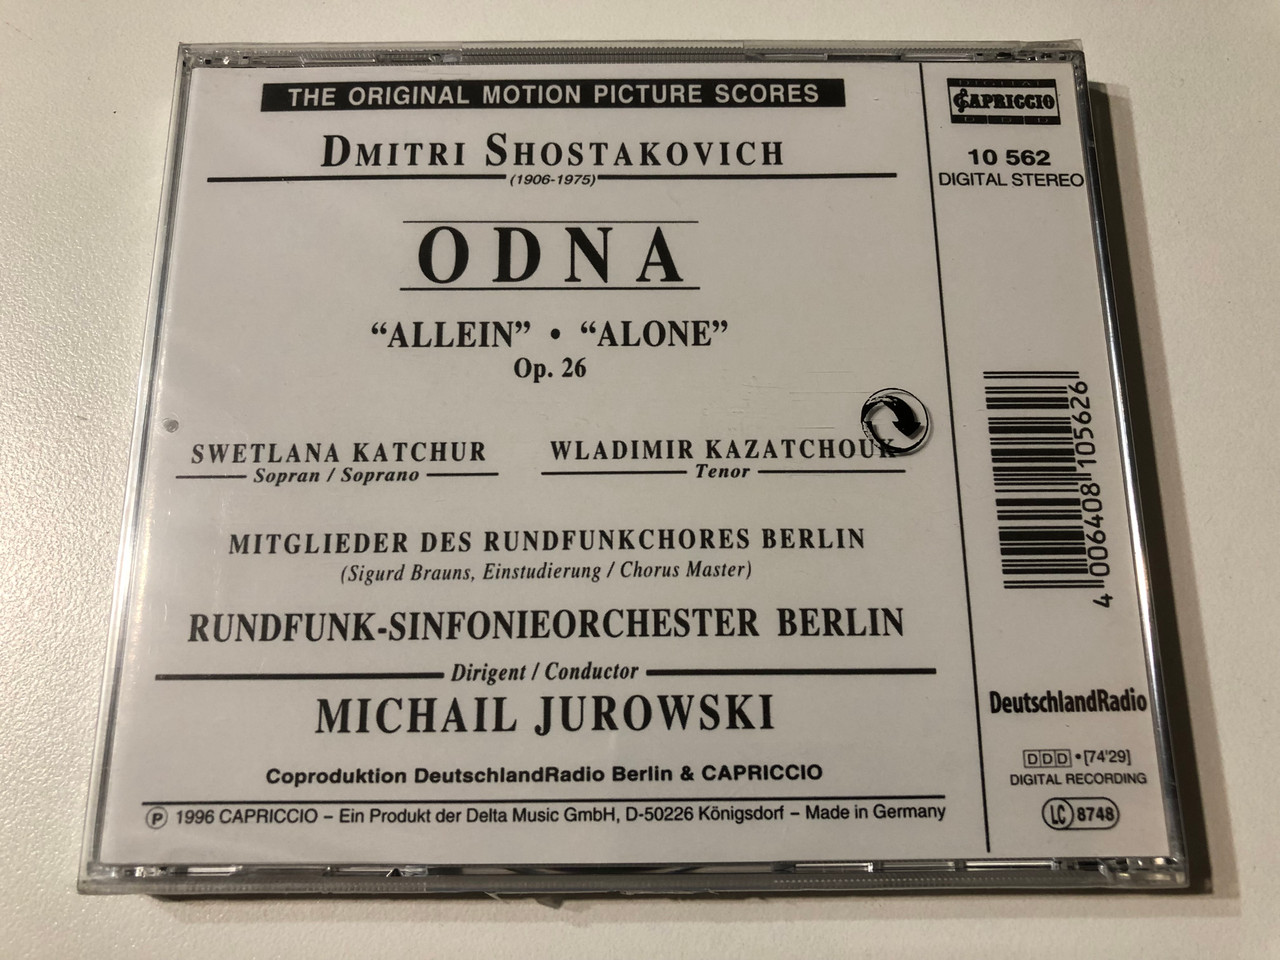 THE ORIGINAL MOTION PICTURE SCORES
DMITRI SHOSTAKOVICH
(1906-1975)
ODNA
“ALLEIN” • “ALONE”
Op. 26
SWETLANA KATCHUR
Sopran / Soprano
WLADIMIR KAZATCHOUK
Tenor
MITGLIEDER DES RUNDFUNKCHORES BERLIN
(Sigurd Brauns, Einstudierung / Chorus Master)
RUNDFUNK-SINFONIEORCHESTER BERLIN
Dirigent / Conductor
MICHAIL JUROWSKI
Coproduktion DeutschlandRadio Berlin & CAPRICCIO
Ⓟ 1996 CAPRICCIO – Ein Produkt der Delta Music GmbH, D-50226 Königsdorf – Made in Germany
DIGITAL
CAPRICCIO
D D D
10 562
DIGITAL STEREO
4 006408 105626
DeutschlandRadio
DDD • [74'29]
DIGITAL RECORDING
LC 8748